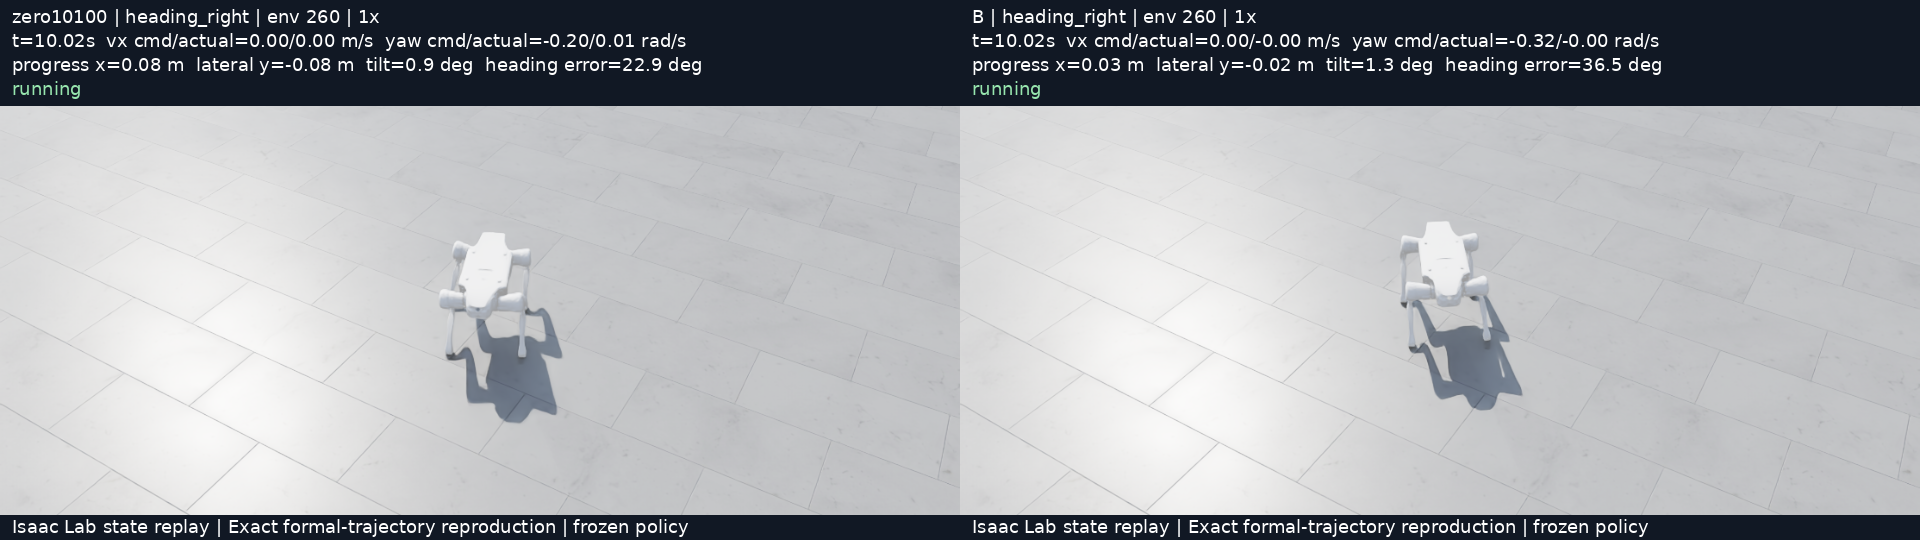 zero10100 | heading_right | env 260 | 1x
t=10.02s  vx cmd/actual=0.00/0.00 m/s  yaw cmd/actual=-0.20/0.01 rad/s
progress x=0.08 m  lateral y=-0.08 m  tilt=0.9 deg  heading error=22.9 deg
running
Isaac Lab state replay | Exact formal-trajectory reproduction | frozen policy
B | heading_right | env 260 | 1x
t=10.02s  vx cmd/actual=0.00/-0.00 m/s  yaw cmd/actual=-0.32/-0.00 rad/s
progress x=0.03 m  lateral y=-0.02 m  tilt=1.3 deg  heading error=36.5 deg
running
Isaac Lab state replay | Exact formal-trajectory reproduction | frozen policy